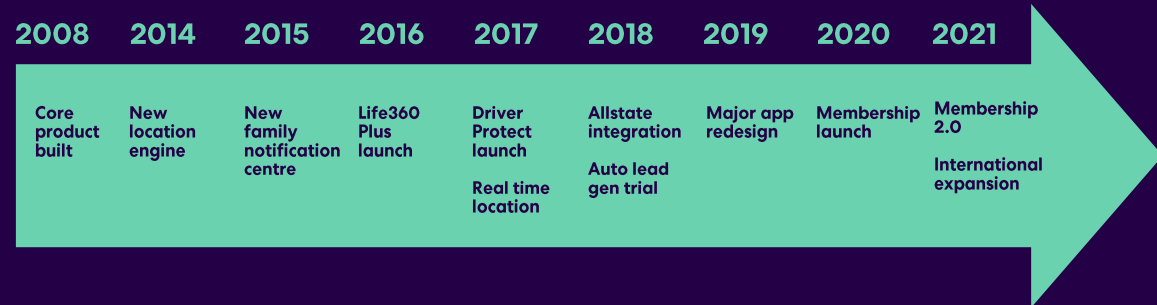 2008 2014 2015 2016 2017 2018 2019 2020 2021
Core
product
built
New
location
engine
New
family
notification
centre
Life360
Plus
launch
Driver
Protect
launch
Real time
location
Allstate
integration
Auto lead
gen trial
Major app
redesign
Membership
launch
Membership
2.0
International
expansion